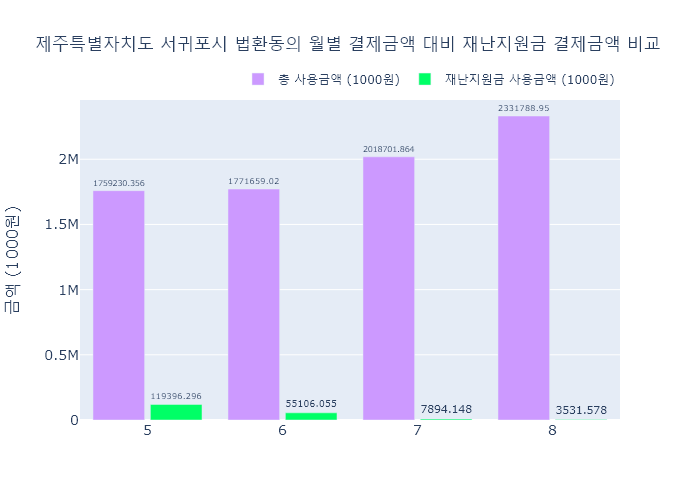 제주특별자치도 서귀포시 법환동의 월별 결제금액 대비 재난지원금 결제금액 비교
총 사용금액 (1000원) 재난지원금 사용금액 (1000원)
2331788.95
2018701.864
1771659.02
1759230.356
2M
1.5M
1M
0.5M
0
금액 (1000원)
119396.296
55106.055
7894.148
3531.578
5 6 7 8